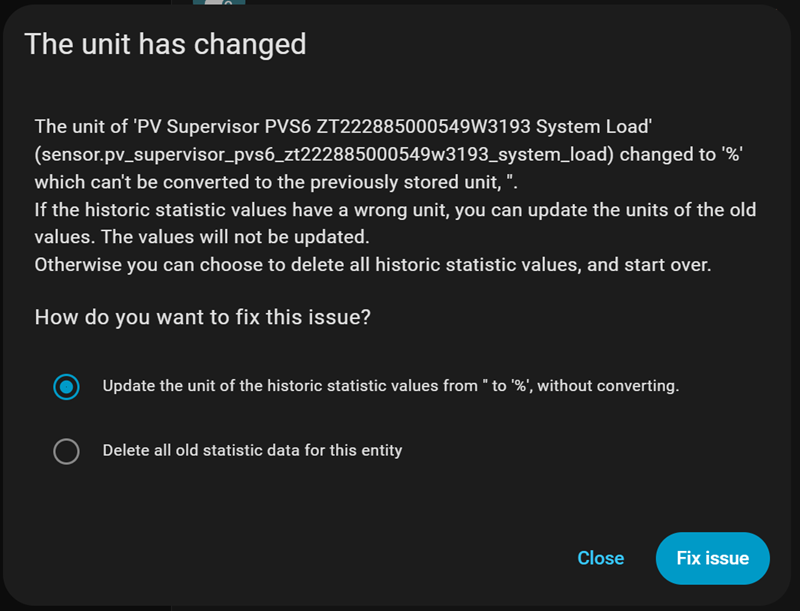 The unit has changed
The unit of 'PV Supervisor PVS6 ZT222885000549W3193 System Load'
(sensor.pv_supervisor_pvs6_zt222885000549w3193_system_load) changed to '%'
which can't be converted to the previously stored unit, ''.
If the historic statistic values have a wrong unit, you can update the units of the old
values. The values will not be updated.
Otherwise you can choose to delete all historic statistic values, and start over.
How do you want to fix this issue?
Update the unit of the historic statistic values from '' to '%', without converting.
Delete all old statistic data for this entity
Close
Fix issue